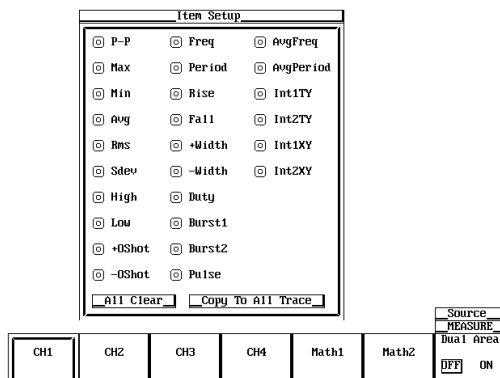 Item Setup
P-P Freq AvgFreq
Max Period AvgPeriod
Min Rise Int1TY
Avg Fall Int2TY
Rms +Width Int1XY
Sdev -Width Int2XY
High Duty
Low Burst1
+OShot Burst2
-OShot Pulse
All Clear Copy To All Trace
Source
MEASURE
Dual Area
OFF ON
CH1 CH2 CH3 CH4 Math1 Math2